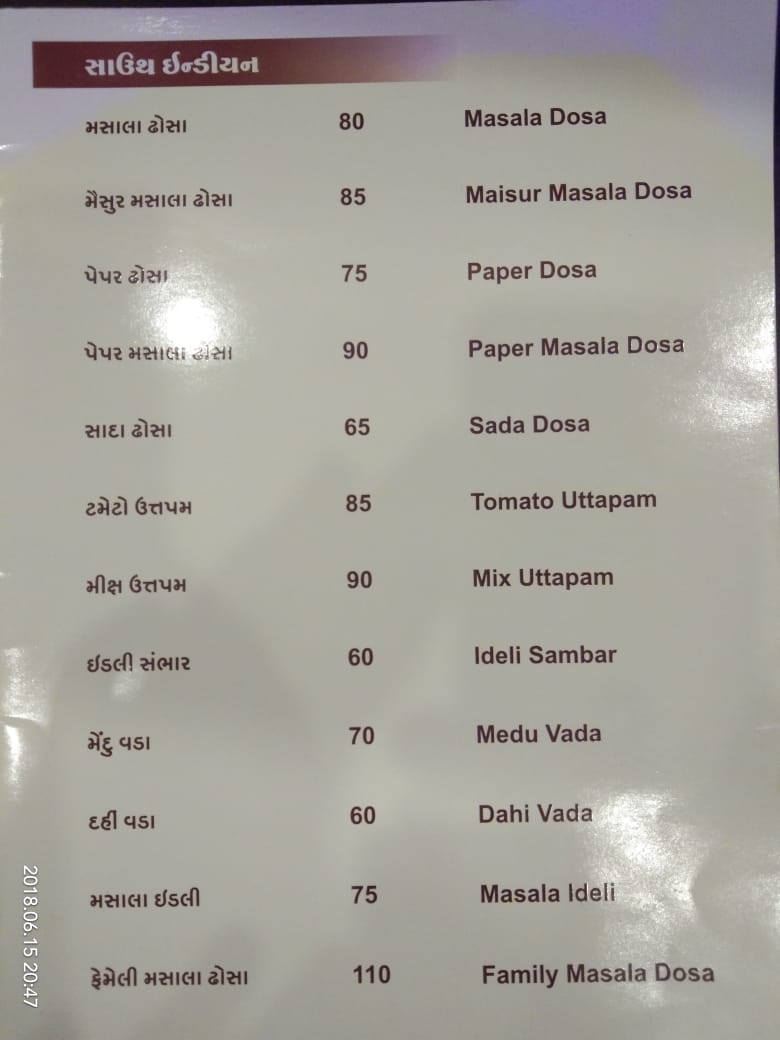 સાઉથ ઈન્ડીયન
મસાલા ઢોસા 80 Masala Dosa
મૈસુર મસાલા ઢોસા 85 Maisur Masala Dosa
પેપર ઢોસા 75 Paper Dosa
પેપર મસાલા ઢોસા 90 Paper Masala Dosa
સાદા ઢોસા 65 Sada Dosa
ટમેટો ઉત્તપમ 85 Tomato Uttapam
મીક્ષ ઉત્તપમ 90 Mix Uttapam
ઈડલી સંભાર 60 Ideli Sambar
મેંદુ વડા 70 Medu Vada
દહીં વડા 60 Dahi Vada
મસાલા ઈડલી 75 Masala Ideli
ફેમેલી મસાલા ઢોસા 110 Family Masala Dosa
2018.06.15 20:47